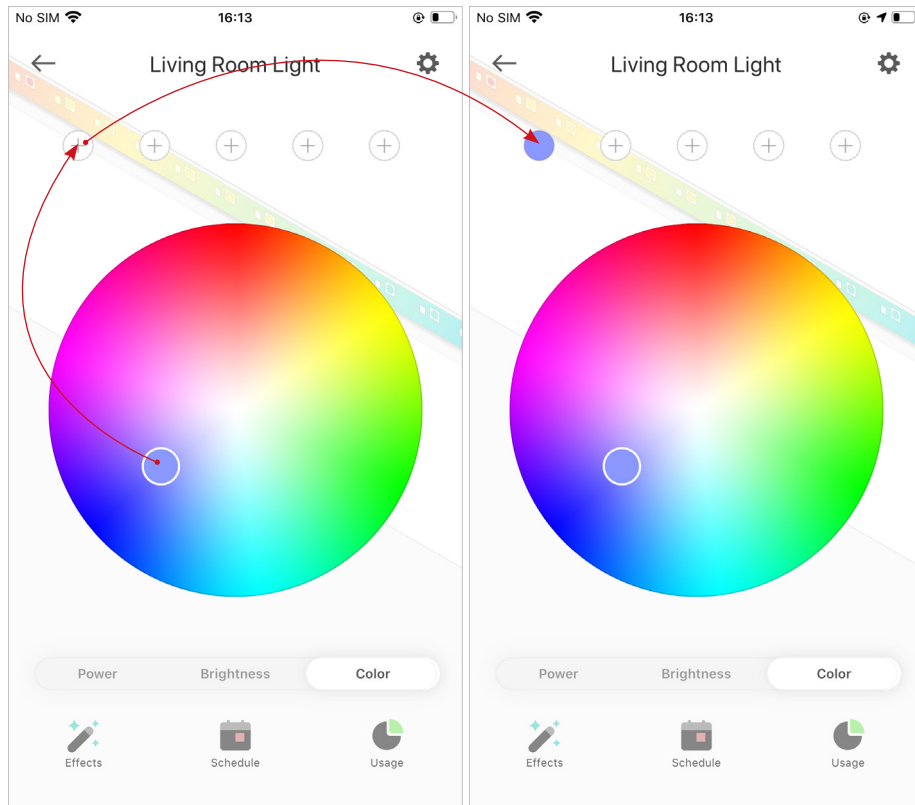 No SIM 16:13
Living Room Light
Power Brightness Color
Effects Schedule Usage
No SIM 16:13
Living Room Light
Power Brightness Color
Effects Schedule Usage